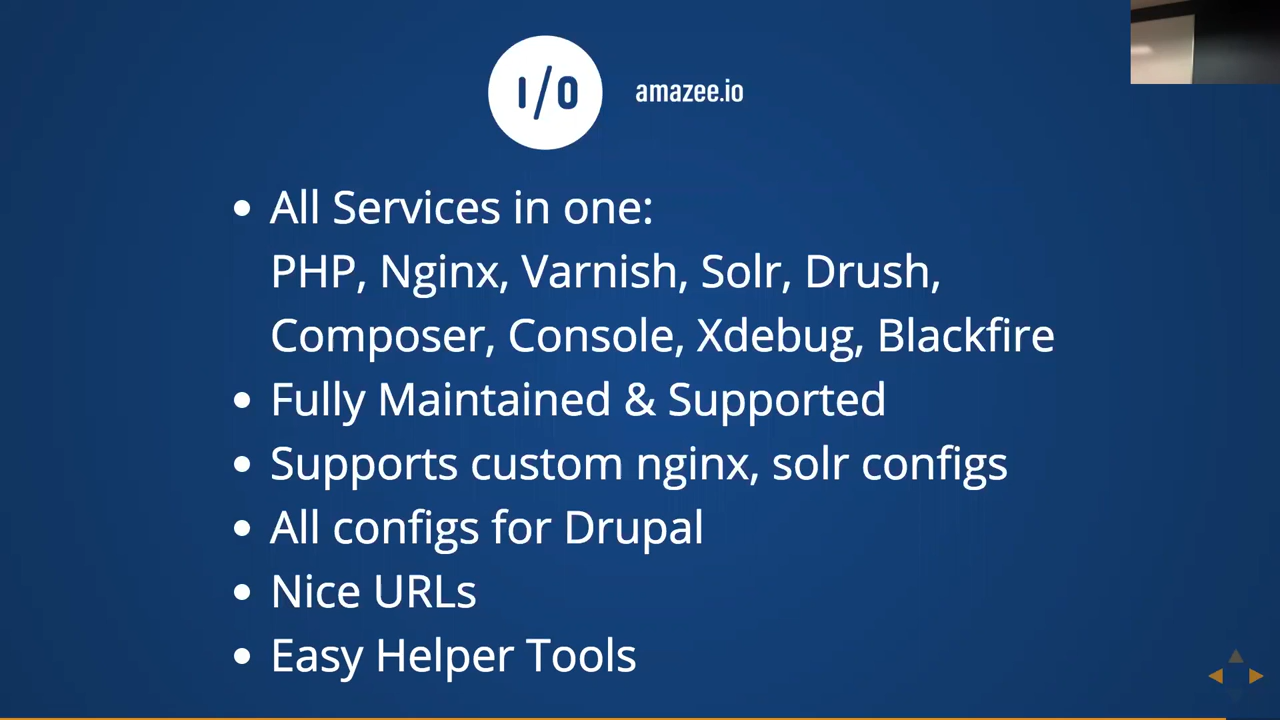 I/O amazee.io
• All Services in one:
PHP, Nginx, Varnish, Solr, Drush,
Composer, Console, Xdebug, Blackfire
• Fully Maintained & Supported
• Supports custom nginx, solr configs
• All configs for Drupal
• Nice URLs
• Easy Helper Tools